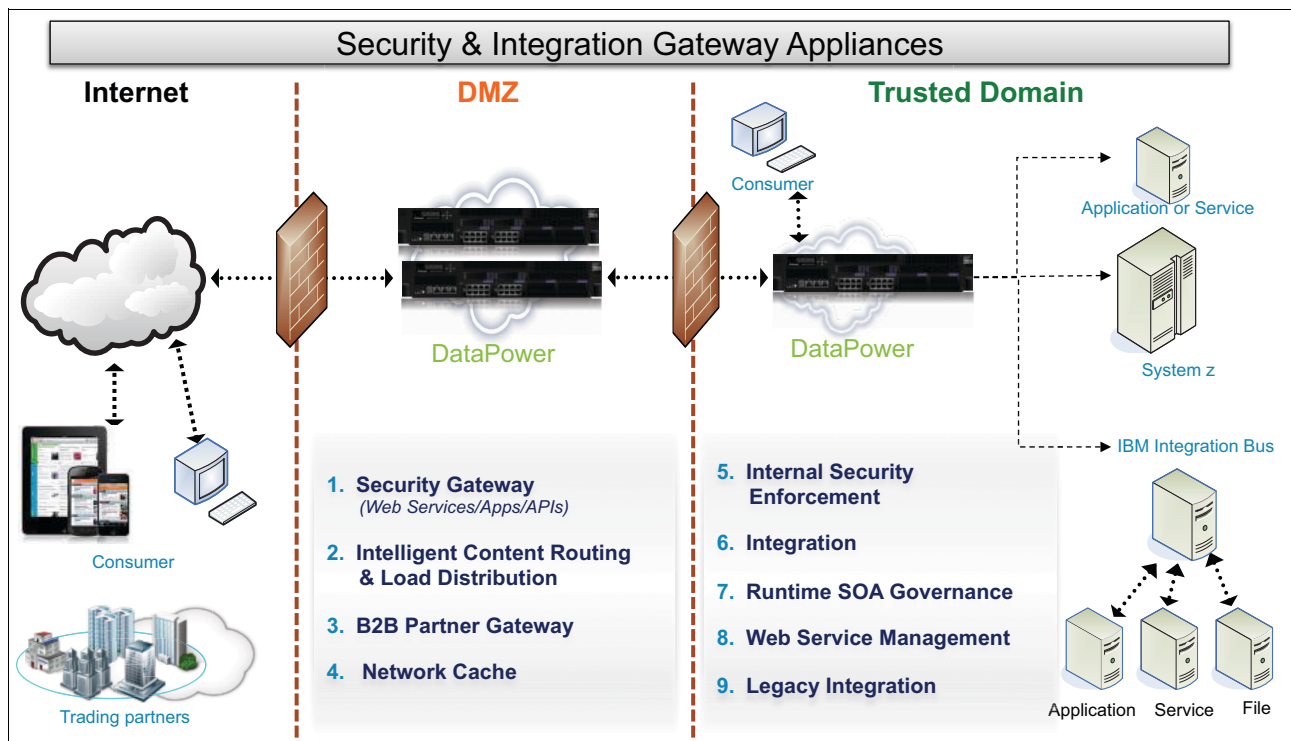 Security & Integration Gateway Appliances
Internet
DMZ
Trusted Domain
Consumer
Application or Service
DataPower
DataPower
System z
IBM Integration Bus
Consumer
Trading partners
1. Security Gateway
(Web Services/Apps/APIs)
2. Intelligent Content Routing
& Load Distribution
3. B2B Partner Gateway
4. Network Cache
5. Internal Security
Enforcement
6. Integration
7. Runtime SOA Governance
8. Web Service Management
9. Legacy Integration
Application
Service
File